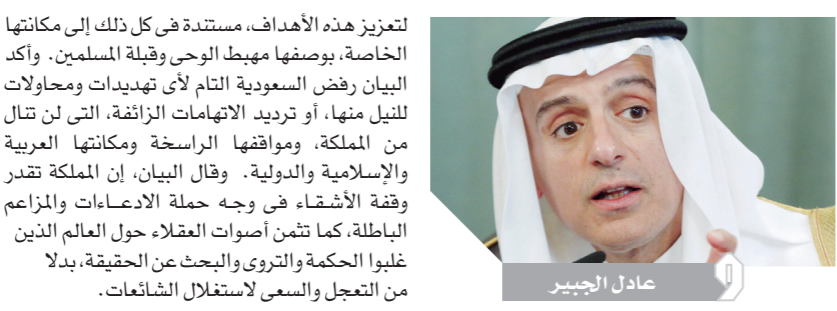 لتعزيز هذه الأهداف، مستندة فى كل ذلك إلى مكانتها
الخاصة، بوصفها مهبط الوحى وقبلة المسلمين. وأكد
البيان رفض السعودية التام لأى تهديدات ومحاولات
للنيل منها، أو ترديد الاتهامات الزائفة، التى لن تنال
من المملكة، ومواقفها الراسخة ومكانتها العربية
والإسلامية والدولية. وقال البيان، إن المملكة تقدر
وقفة الأشقاء فى وجه حملة الادعاءات والمزاعم
الباطلة، كما تثمن أصوات العقلاء حول العالم الذين
غلبوا الحكمة والتروى والبحث عن الحقيقة، بدلا
من التعجل والسعى لاستغلال الشائعات.
عادل الجبير